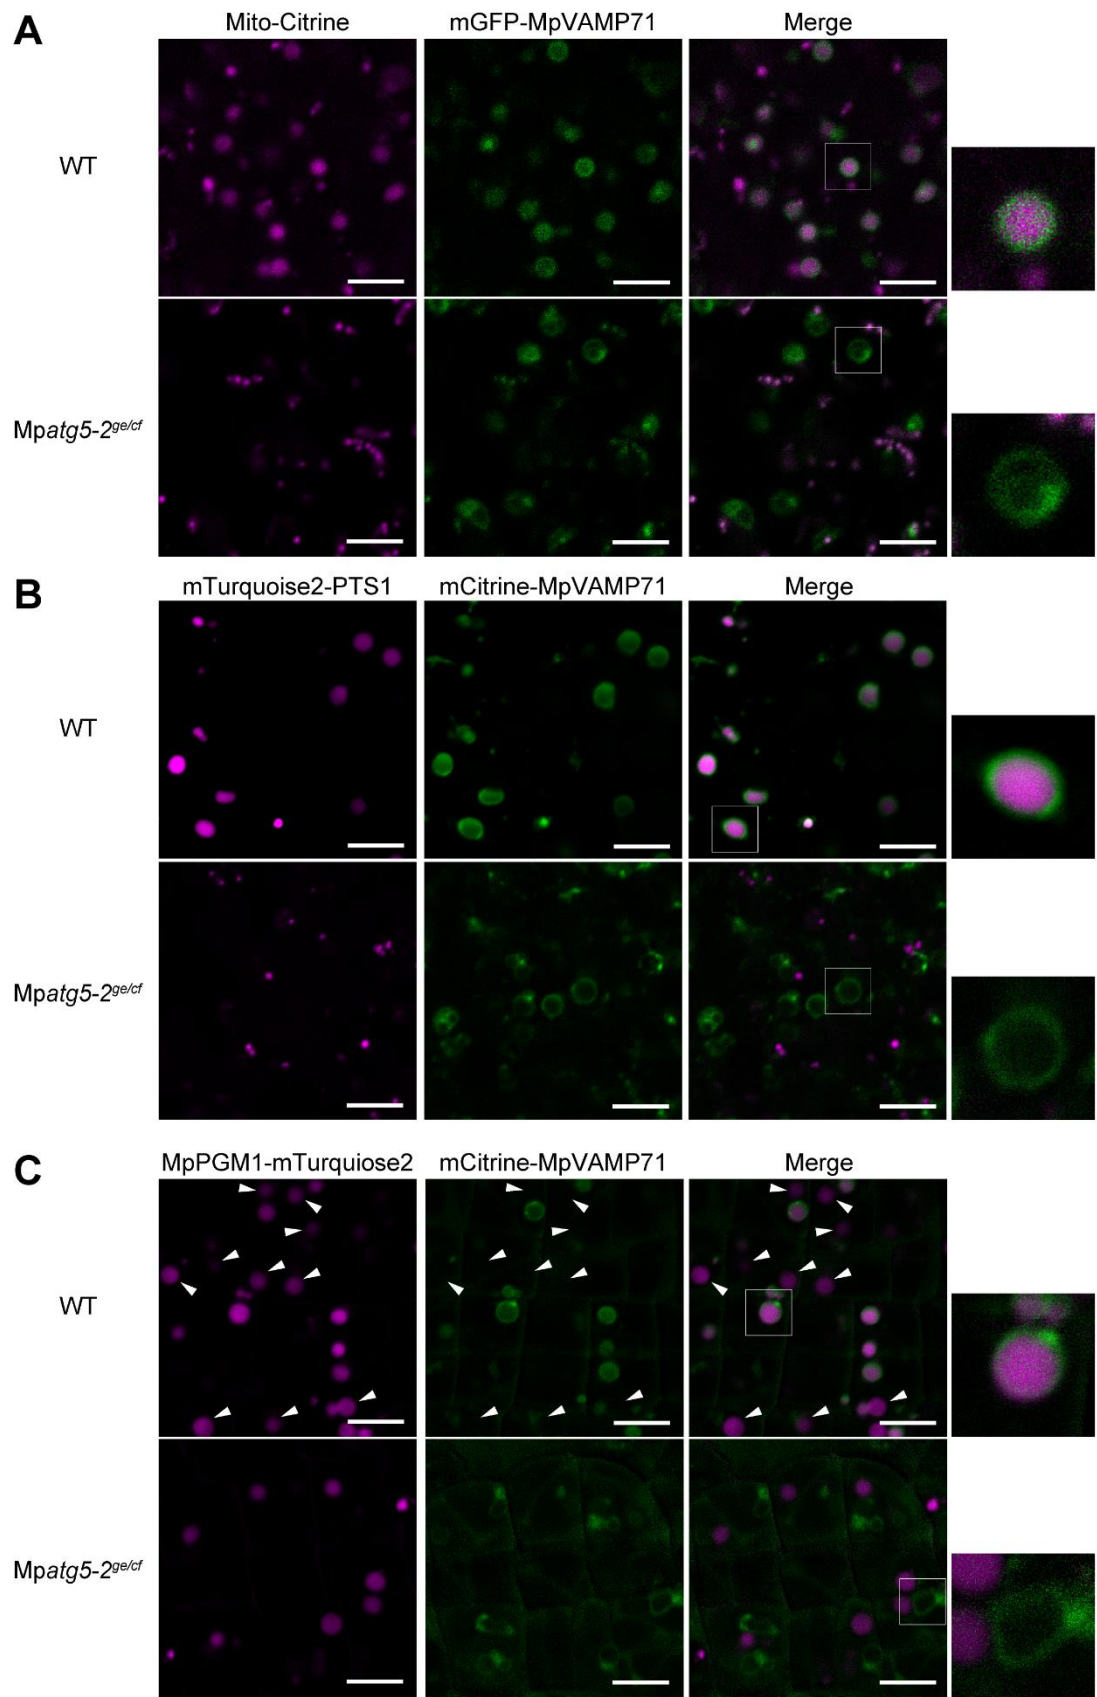 A
Mito-Citrine mGFP-MpVAMP71 Merge
WT
Mpatg5-2ge/cf
B
mTurquoise2-PTS1 mCitrine-MpVAMP71 Merge
WT
Mpatg5-2ge/cf
C
MpPGM1-mTurquiose2 mCitrine-MpVAMP71 Merge
WT
Mpatg5-2ge/cf